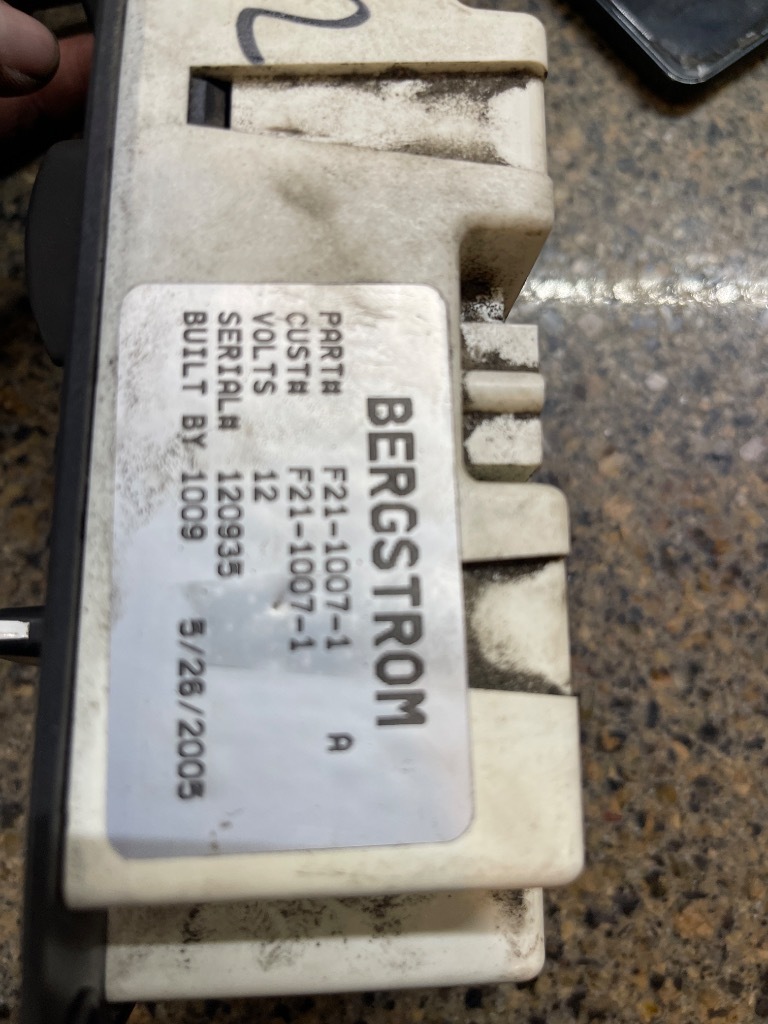 2
BERGSTROM
PART# F21-1007-1 A
CUST# F21-1007-1
VOLTS 12
SERIAL# 120935
BUILT BY 1009 5/26/2005